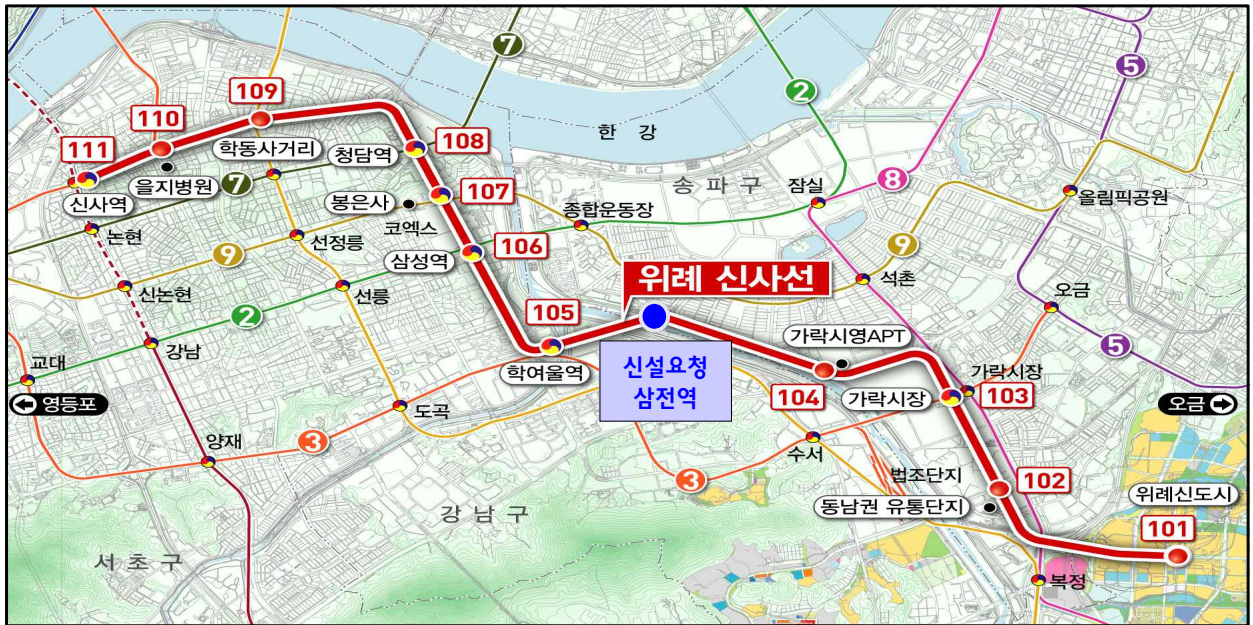 7
5
2
109
110
한 강
108
111
학동사거리
청담역
8
을지병원
7
107
송 파 구
신사역
봉은사
잠실
올림픽공원
코엑스
종합운동장
논현
선정릉
106
9
9
삼성역
위례 신사선
석촌
신논현
선릉
오금
2
105
강남
가락시영APT
5
교대
학여울역
신설요청
삼전역
가락시장
103
영등포
104
가락시장
오금
도곡
양재
3
수서
3
법조단지
102
위례신도시
동남권 유통단지
강 남 구
101
서 초 구
복정